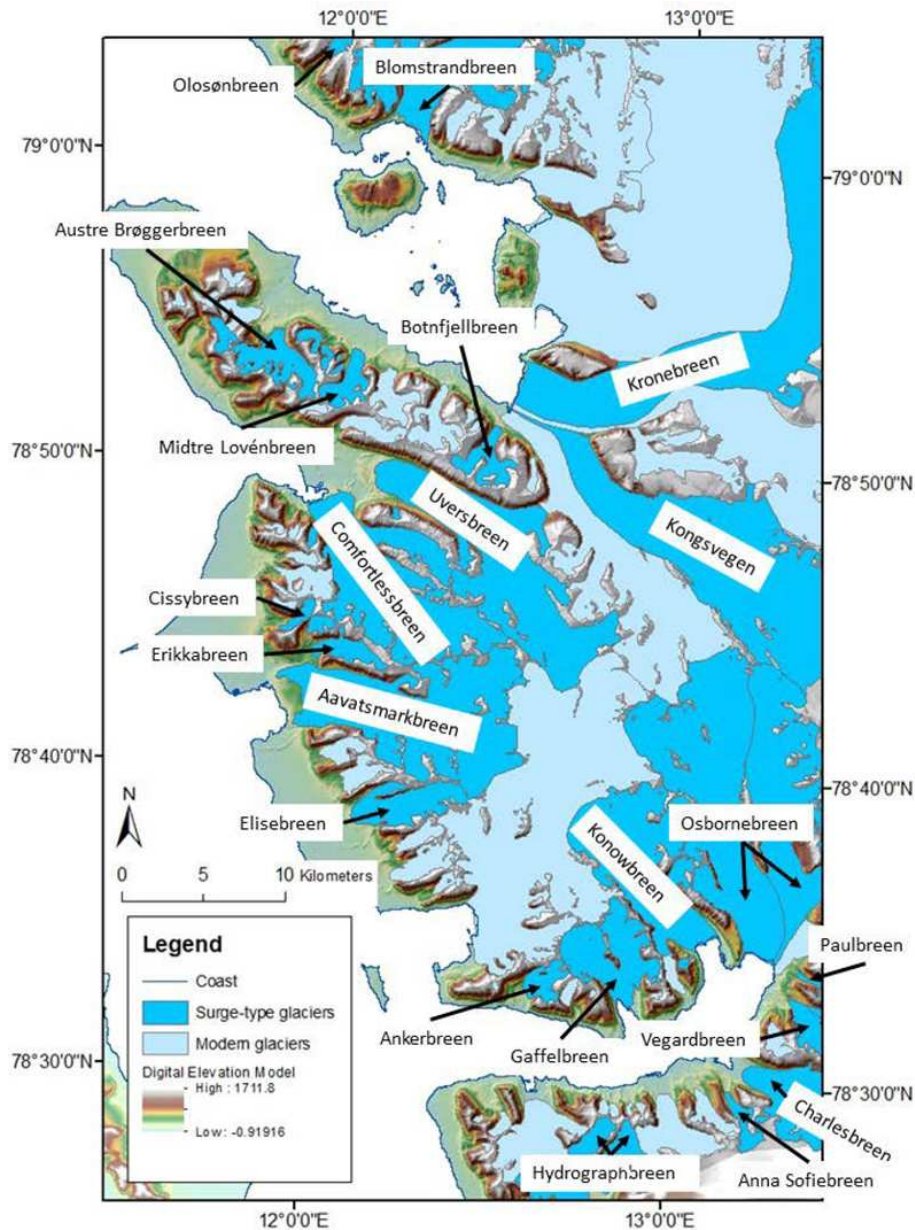 12°0'0"E
13°0'0"E
Olosønbreen
Blomstrandbreen
79°0'0"N
79°0'0"N
Austre Brøggerbreen
Botnfjellbreen
Kronebreen
Midtre Lovénbreen
78°50'0"N
78°50'0"N
Uversbreen
Kongsvegen
Comfortlessbreen
Cissybreen
Erikkabreen
Aavatsmarkbreen
78°40'0"N
78°40'0"N
N
Elisebreen
Konowbreen
Osbornebreen
0 5 10 Kilometers
Legend
Coast
Surge-type glaciers
Modern glaciers
Digital Elevation Model
High : 1711.8
Low: -0.91916
Paulbreen
Ankerbreen
Gaffelbreen
Vegardbreen
78°30'0"N
78°30'0"N
Charlesbreen
Hydrographbreen
Anna Sofiebreen
12°0'0"E
13°0'0"E